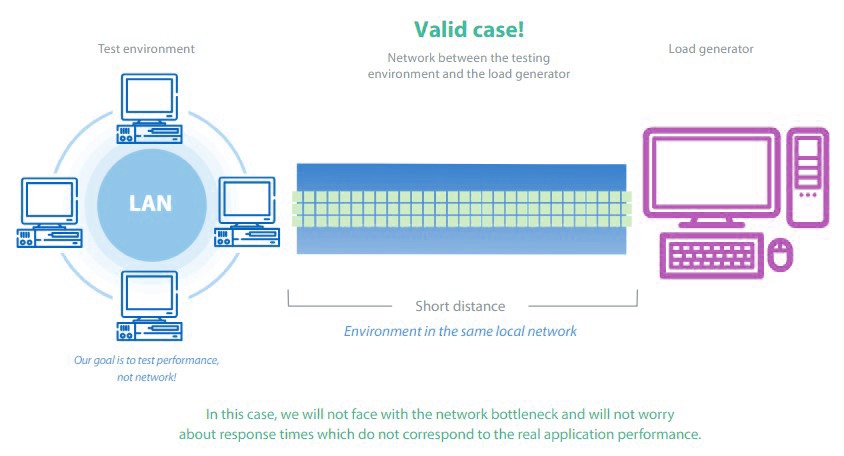 Valid case!
Test environment
Network between the testing
environment and the load generator
Load generator
LAN
Short distance
Environment in the same local network
Our goal is to test performance,
not network!
In this case, we will not face with the network bottleneck and will not worry
about response times which do not correspond to the real application performance.